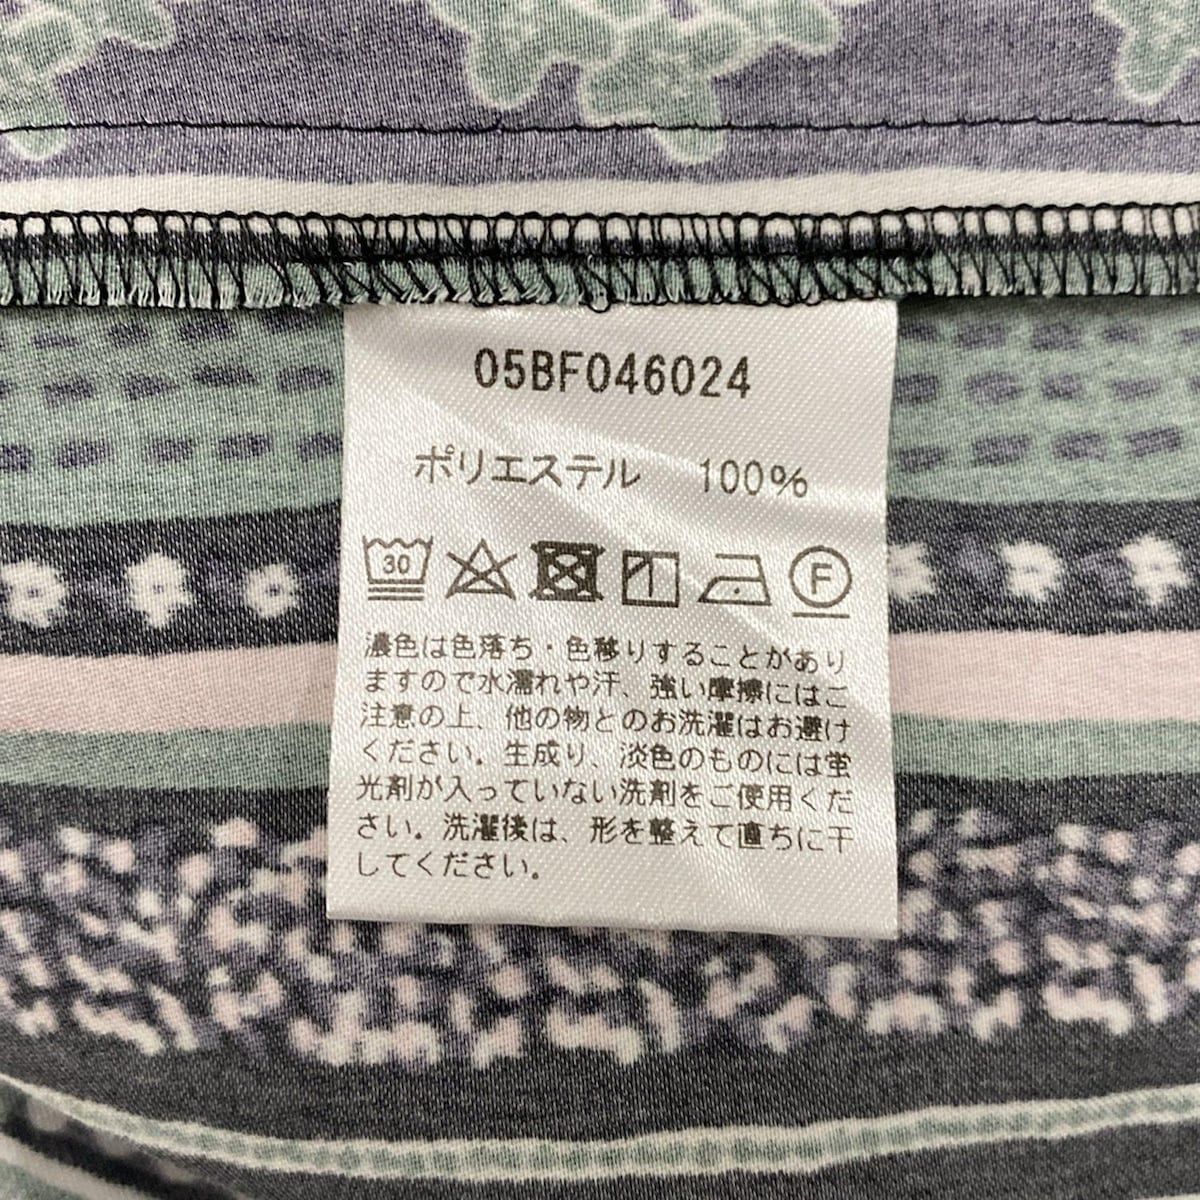 05BF046024
ポリエステル 100%
30 F
濃色は色落ち・色移りすることがあり
ますので水濡れや汗、強い摩擦にはご
注意の上、他の物とのお洗濯はお避け
ください。生成り、淡色のものには蛍
光剤が入っていない洗剤をご使用くだ
さい。洗濯後は、形を整えて直ちに干
してください。